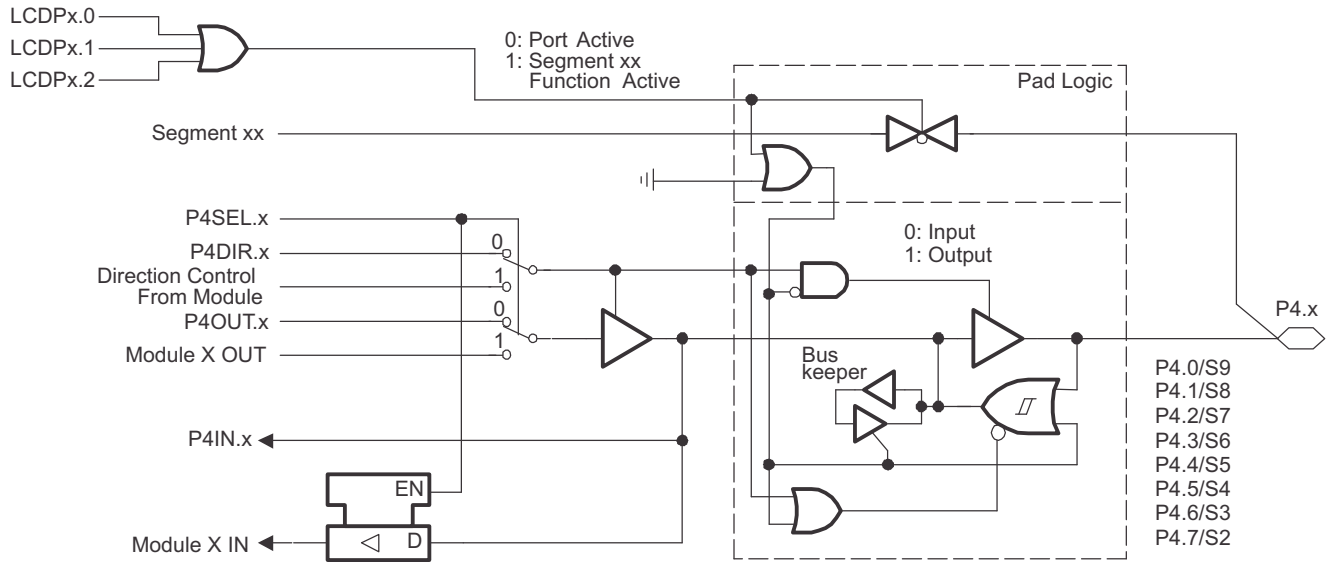 LCDPx.0
LCDPx.1
LCDPx.2
0: Port Active
1: Segment xx
Function Active
Pad Logic
Segment xx
P4SEL.x
P4DIR.x
0
Direction Control
From Module
1
P4OUT.x
0
Module X OUT
1
0: Input
1: Output
P4.x
Bus
keeper
P4IN.x
EN
D
Module X IN
P4.0/S9
P4.1/S8
P4.2/S7
P4.3/S6
P4.4/S5
P4.5/S4
P4.6/S3
P4.7/S2